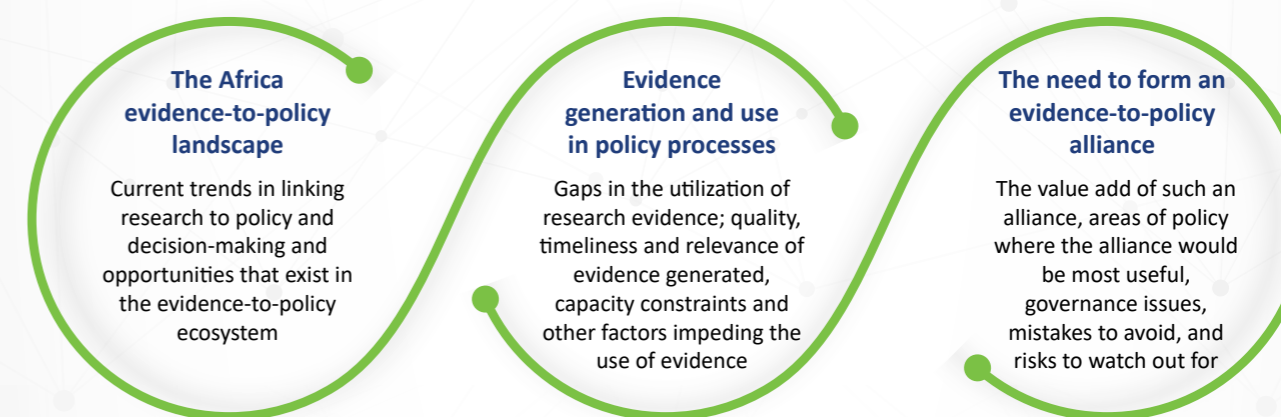 The Africa
evidence-to-policy
landscape
Current trends in linking
research to policy and
decision-making and
opportunities that exist in
the evidence-to-policy
ecosystem
Evidence
generation and use
in policy processes
Gaps in the utilization of
research evidence; quality,
timeliness and relevance of
evidence generated,
capacity constraints and
other factors impeding the
use of evidence
The need to form an
evidence-to-policy
alliance
The value add of such an
alliance, areas of policy
where the alliance would
be most useful,
governance issues,
mistakes to avoid, and
risks to watch out for